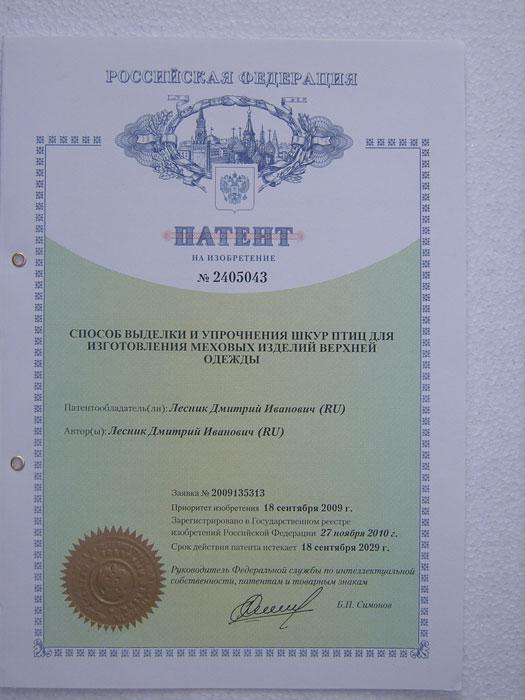 РОССИЙСКАЯ ФЕДЕРАЦИЯ
ПАТЕНТ
НА ИЗОБРЕТЕНИЕ
№ 2405043
СПОСОБ ВЫДЕЛКИ И УПРОЧНЕНИЯ ШКУР ПТИЦ ДЛЯ
ИЗГОТОВЛЕНИЯ МЕХОВЫХ ИЗДЕЛИЙ ВЕРХНЕЙ
ОДЕЖДЫ
Патентообладатель(ли): Лесник Дмитрий Иванович (RU)
Автор(ы): Лесник Дмитрий Иванович (RU)
Заявка № 2009135313
Приоритет изобретения 18 сентября 2009 г.
Зарегистрировано в Государственном реестре
изобретений Российской Федерации 27 ноября 2010 г.
Срок действия патента истекает 18 сентября 2029 г.
Руководитель Федеральной службы по интеллектуальной
собственности, патентам и товарным знакам
Б.П. Симонов